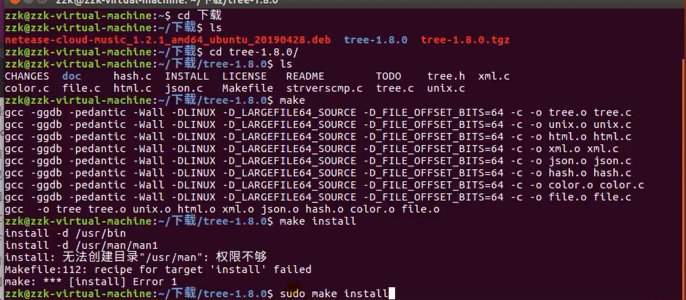 zzk@zzk-virtual-machine: ~/下载/tree-1.8.0
zzk@zzk-virtual-machine:~$ cd 下载
zzk@zzk-virtual-machine:~/下载$ ls
netease-cloud-music_1.2.1_amd64_ubuntu_20190428.deb tree-1.8.0 tree-1.8.0.tgz
zzk@zzk-virtual-machine:~/下载$ cd tree-1.8.0/
zzk@zzk-virtual-machine:~/下载/tree-1.8.0$ ls
CHANGES doc hash.c INSTALL LICENSE README TODO tree.h xml.c
color.c file.c html.c json.c Makefile strverscmp.c tree.c unix.c
zzk@zzk-virtual-machine:~/下载/tree-1.8.0$ make
gcc -ggdb -pedantic -Wall -DLINUX -D_LARGEFILE64_SOURCE -D_FILE_OFFSET_BITS=64 -c -o tree.o tree.c
gcc -ggdb -pedantic -Wall -DLINUX -D_LARGEFILE64_SOURCE -D_FILE_OFFSET_BITS=64 -c -o unix.o unix.c
gcc -ggdb -pedantic -Wall -DLINUX -D_LARGEFILE64_SOURCE -D_FILE_OFFSET_BITS=64 -c -o html.o html.c
gcc -ggdb -pedantic -Wall -DLINUX -D_LARGEFILE64_SOURCE -D_FILE_OFFSET_BITS=64 -c -o xml.o xml.c
gcc -ggdb -pedantic -Wall -DLINUX -D_LARGEFILE64_SOURCE -D_FILE_OFFSET_BITS=64 -c -o json.o json.c
gcc -ggdb -pedantic -Wall -DLINUX -D_LARGEFILE64_SOURCE -D_FILE_OFFSET_BITS=64 -c -o hash.o hash.c
gcc -ggdb -pedantic -Wall -DLINUX -D_LARGEFILE64_SOURCE -D_FILE_OFFSET_BITS=64 -c -o color.o color.c
gcc -ggdb -pedantic -Wall -DLINUX -D_LARGEFILE64_SOURCE -D_FILE_OFFSET_BITS=64 -c -o file.o file.c
gcc -o tree tree.o unix.o html.o xml.o json.o hash.o color.o file.o
zzk@zzk-virtual-machine:~/下载/tree-1.8.0$ make install
install -d /usr/bin
install -d /usr/man/man1
install: 无法创建目录"/usr/man": 权限不够
Makefile:112: recipe for target 'install' failed
make: *** [install] Error 1
zzk@zzk-virtual-machine:~/下载/tree-1.8.0$ sudo make install